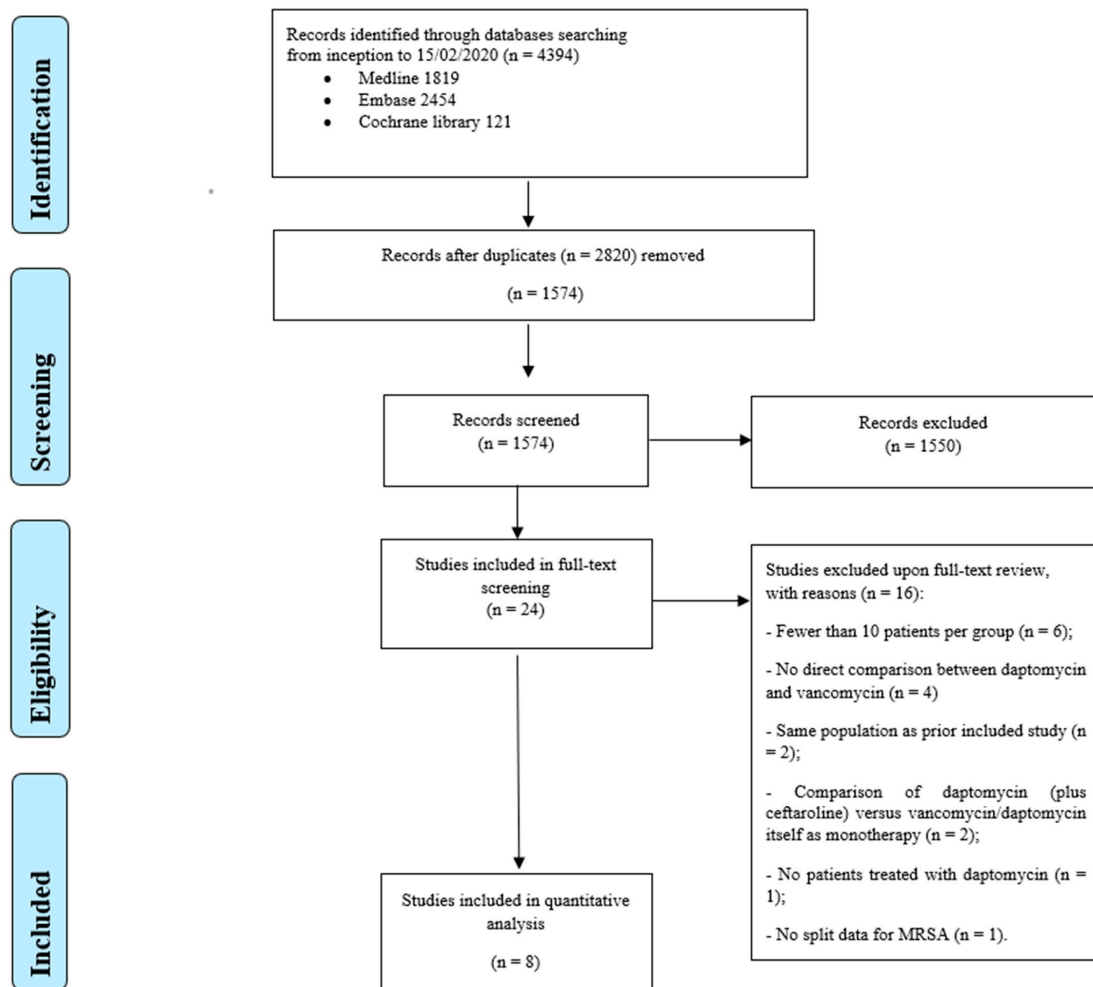 Identification
Records identified through databases searching
from inception to 15/02/2020 (n = 4394)
• Medline 1819
• Embase 2454
• Cochrane library 121
Records after duplicates (n = 2820) removed
(n = 1574)
Screening
Records screened
(n = 1574)
Records excluded
(n = 1550)
Eligibility
Studies included in full-text
screening
(n = 24)
Studies excluded upon full-text review,
with reasons (n = 16):
- Fewer than 10 patients per group (n = 6);
- No direct comparison between daptomycin
and vancomycin (n = 4)
- Same population as prior included study (n
= 2);
- Comparison of daptomycin (plus
ceftaroline) versus vancomycin/daptomycin
itself as monotherapy (n = 2);
- No patients treated with daptomycin (n =
1);
- No split data for MRSA (n = 1).
Included
Studies included in quantitative
analysis
(n = 8)